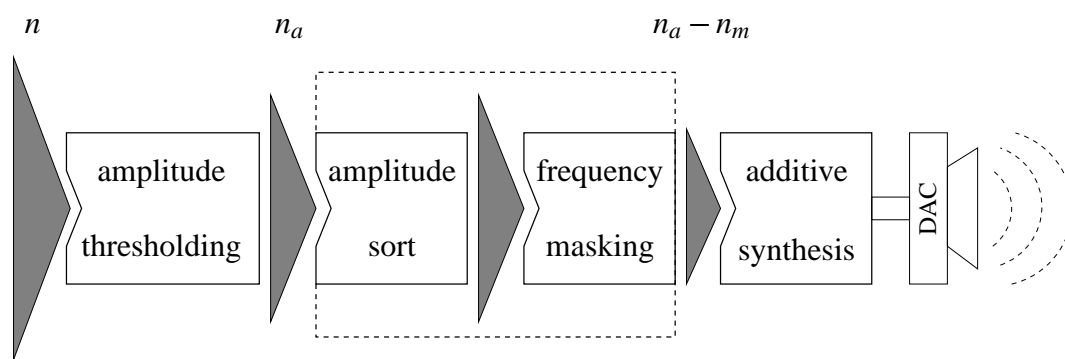 n
n_a
n_a − n_m
amplitude
thresholding
amplitude
sort
frequency
masking
additive
synthesis
DAC